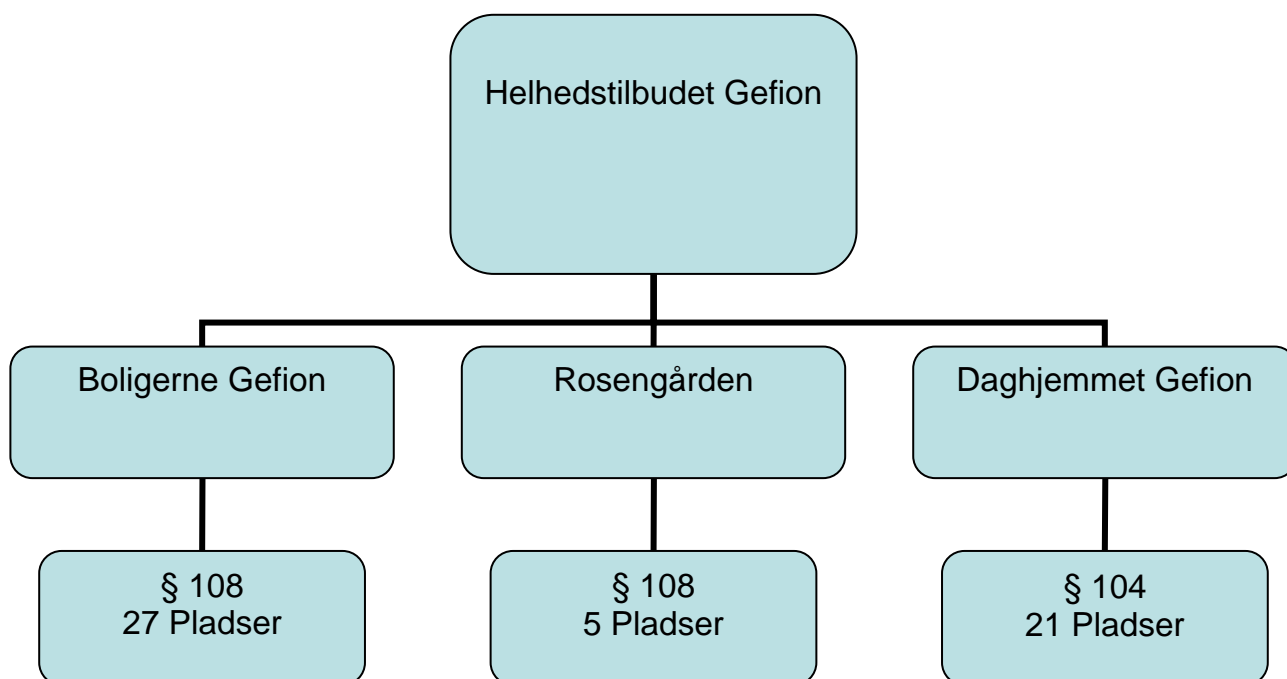 Helhedstilbudet Gefion
Boligerne Gefion
Rosengården
Daghjemmet Gefion
§ 108
27 Pladser
§ 108
5 Pladser
§ 104
21 Pladser